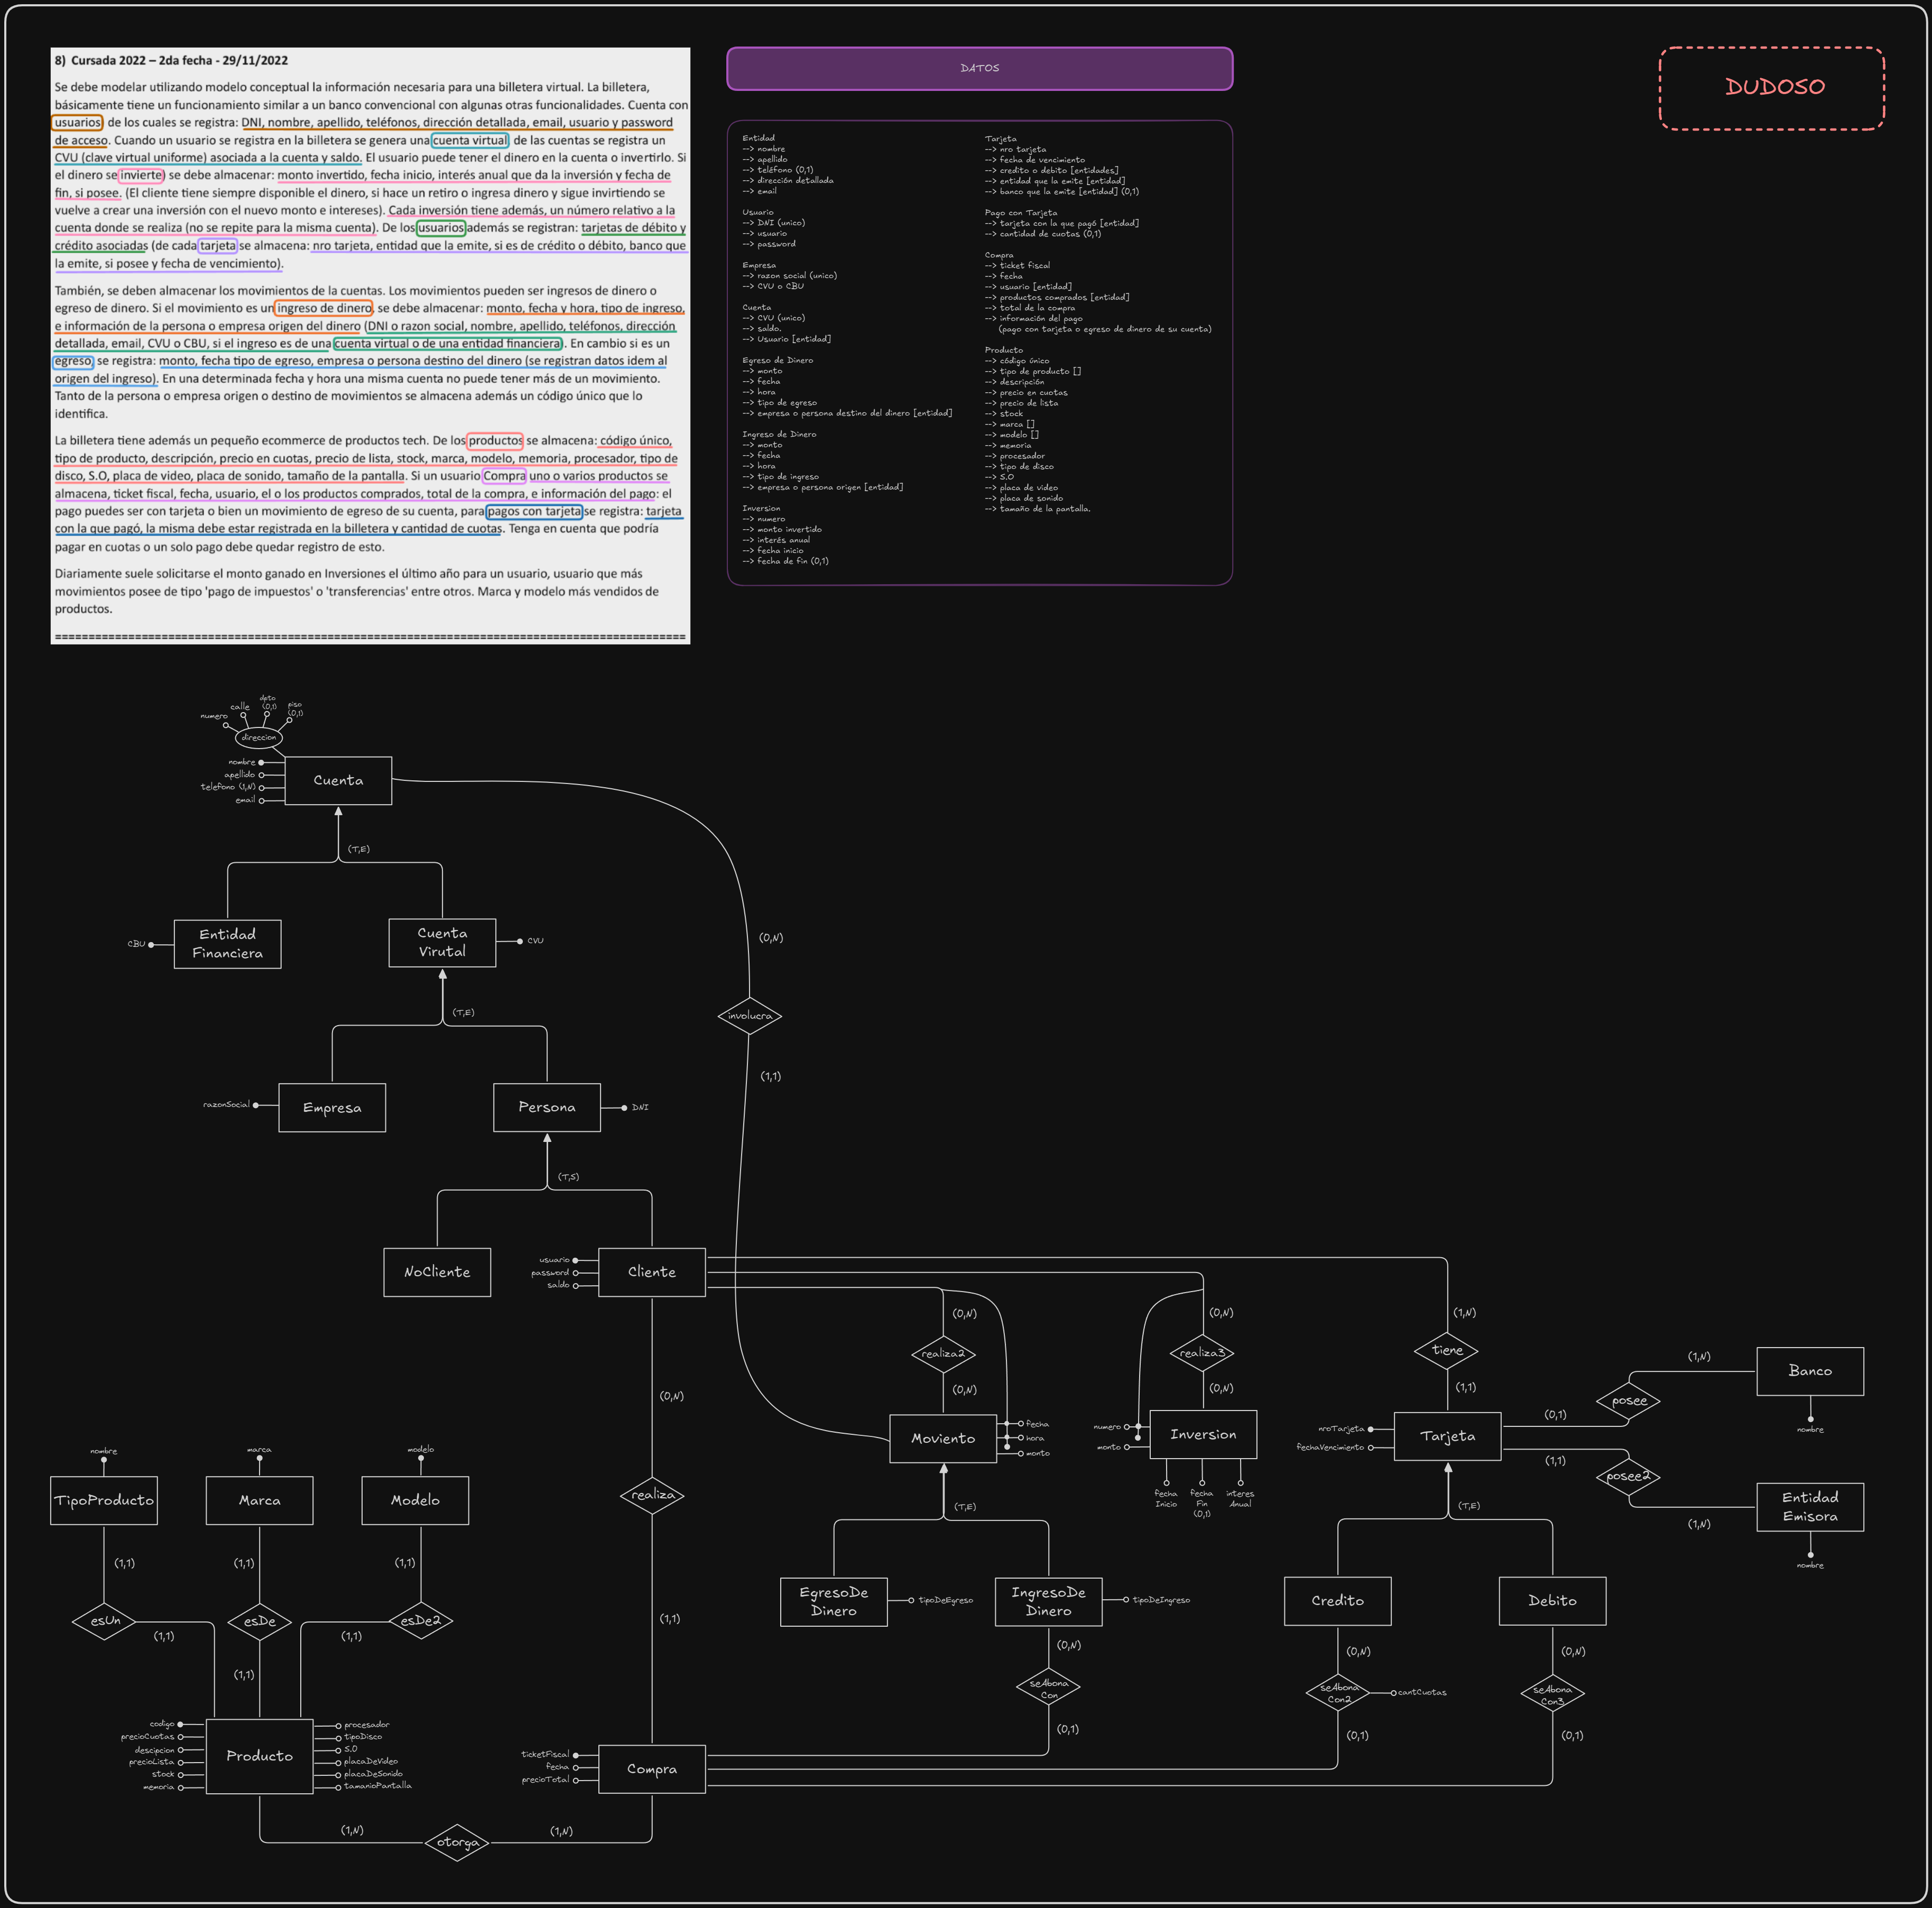 8) Cursada 2022 – 2da fecha - 29/11/2022
Se debe modelar utilizando modelo conceptual la información necesaria para una billetera virtual. La billetera,
básicamente tiene un funcionamiento similar a un banco convencional con algunas otras funcionalidades. Cuenta con
usuarios de los cuales se registra: DNI, nombre, apellido, teléfonos, dirección detallada, email, usuario y password
de acceso. Cuando un usuario se registra en la billetera se genera una cuenta virtual de las cuentas se registra un
CVU (clave virtual uniforme) asociada a la cuenta y saldo. El usuario puede tener el dinero en la cuenta o invertirlo. Si
el dinero se invierte) se debe almacenar: monto invertido, fecha inicio, interés anual que da la inversión y fecha de
fin, si posee. (El cliente tiene siempre disponible el dinero, si hace un retiro o ingresa dinero y sigue invirtiendo se
vuelve a crear una inversión con el nuevo monto e intereses). Cada inversión tiene además, un número relativo a la
cuenta donde se realiza (no se repite para la misma cuenta). De los usuarios además se registran: tarjetas de débito y
crédito asociadas (de cada tarjeta se almacena: nro tarjeta, entidad que la emite, si es de crédito o débito, banco que
la emite, si posee y fecha de vencimiento).
También, se deben almacenar los movimientos de la cuentas. Los movimientos pueden ser ingresos de dinero o
egreso de dinero. Si el movimiento es un ingreso de dinero, se debe almacenar: monto, fecha y hora, tipo de ingreso,
e información de la persona o empresa origen del dinero (DNI o razon social, nombre, apellido, teléfonos, dirección
detallada, email, CVU o CBU, si el ingreso es de una cuenta virtual o de una entidad financiera). En cambio si es un
egreso, se registra: monto, fecha tipo de egreso, empresa o persona destino del dinero (se registran datos idem al
origen del ingreso). En una determinada fecha y hora una misma cuenta no puede tener más de un movimiento.
Tanto de la persona o empresa origen o destino de movimientos se almacena además un código único que lo
identifica.
La billetera tiene además un pequeño ecommerce de productos tech. De los productos se almacena: código único,
tipo de producto, descripción, precio en cuotas, precio de lista, stock, marca, modelo, memoria, procesador, tipo de
disco, S.O, placa de video, placa de sonido, tamaño de la pantalla. Si un usuario Compra uno o varios productos se
almacena, ticket fiscal, fecha, usuario, el o los productos comprados, total de la compra, e información del pago: el
pago puedes ser con tarjeta o bien un movimiento de egreso de su cuenta, para pagos con tarjeta se registra: tarjeta
con la que pagó, la misma debe estar registrada en la billetera y cantidad de cuotas. Tenga en cuenta que podría
pagar en cuotas o un solo pago debe quedar registro de esto.
Diariamente suele solicitarse el monto ganado en Inversiones el último año para un usuario, usuario que más
movimientos posee de tipo 'pago de impuestos' o 'transferencias' entre otros. Marca y modelo más vendidos de
productos.
DATOS
DUDOSO
Entidad
--> nombre
--> apellido
--> teléfono (0,1)
--> dirección detallada
--> email
Usuario
--> DNI (unico)
--> usuario
--> password
Empresa
--> razon social (unico)
--> CVU o CBU
Cuenta
--> CVU (unico)
--> saldo.
--> Usuario [entidad]
Egreso de Dinero
--> monto
--> fecha
--> hora
--> tipo de egreso
--> empresa o persona destino del dinero [entidad]
Ingreso de Dinero
--> monto
--> fecha
--> hora
--> tipo de ingreso
--> empresa o persona origen [entidad]
Inversion
--> numero
--> monto invertido
--> interés anual
--> fecha inicio
--> fecha de fin (0,1)
Tarjeta
--> nro tarjeta
--> fecha de vencimiento
--> credito o debito [entidades]
--> entidad que la emite [entidad]
--> banco que la emite [entidad] (0,1)
Pago con Tarjeta
--> tarjeta con la que pagó [entidad]
--> cantidad de cuotas (0,1)
Compra
--> ticket fiscal
--> fecha
--> usuario [entidad]
--> productos comprados [entidad]
--> total de la compra
--> información del pago
(pago con tarjeta o egreso de dinero de su cuenta)
Producto
--> código único
--> tipo de producto []
--> descripción
--> precio en cuotas
--> precio de lista
--> stock
--> marca []
--> modelo []
--> memoria
--> procesador
--> tipo de disco
--> S.O
--> placa de video
--> placa de sonido
--> tamaño de la pantalla.
numero
calle
dpto
(0,1)
piso
(0,1)
direccion
nombre
apellido
telefono (1,N)
email
Cuenta
(T,E)
CBU
Entidad
Financiera
Cuenta
Virutal
CVU
(0,N)
involucra
(1,1)
(T,E)
razonSocial
Empresa
Persona
DNI
(T,S)
NoCliente
usuario
password
saldo
Cliente
(0,N)
realiza2
(0,N)
Moviento
fecha
hora
monto
(0,N)
realiza3
(0,N)
numero
monto
Inversion
fecha
Inicio
fecha
Fin
(0,1)
interes
Anual
(1,N)
tiene
(1,1)
nroTarjeta
fechaVencimiento
Tarjeta
(0,1)
posee
(1,N)
Banco
nombre
(1,1)
posee2
(1,N)
Entidad
Emisora
nombre
(0,N)
realiza
(1,1)
nombre
TipoProducto
marca
Marca
modelo
Modelo
(1,1)
(1,1)
(1,1)
esUn
esDe
esDe2
(1,1)
(1,1)
(1,1)
(T,E)
EgresoDe
Dinero
tipoDeEgreso
IngresoDe
Dinero
tipoDeIngreso
(0,N)
seAbona
Con
(0,1)
(T,E)
Credito
Debito
(0,N)
seAbona
Con2
cantCuotas
(0,1)
(0,N)
seAbona
Con3
(0,1)
codigo
precioCuotas
descipcion
precioLista
stock
memoria
Producto
procesador
tipoDisco
S.O
placaDeVideo
placaDeSonido
tamanioPantalla
ticketFiscal
fecha
precioTotal
Compra
(1,N)
otorga
(1,N)